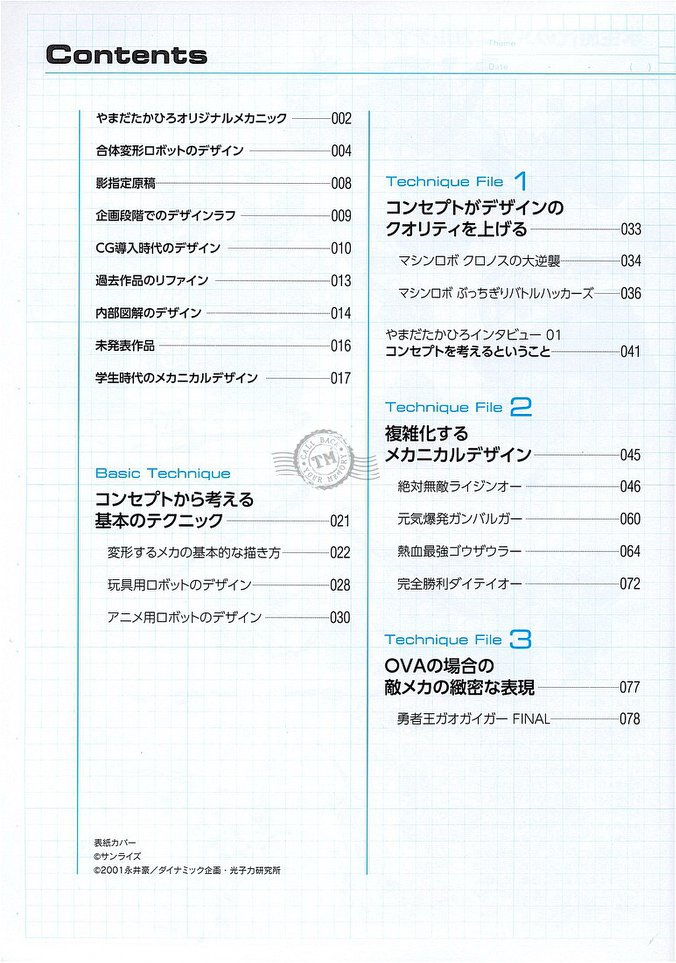 Contents
Theme
Date ・ ・ ( )
やまだたかひろオリジナルメカニック 002
合体変形ロボットのデザイン 004
影指定原稿 008
企画段階でのデザインラフ 009
CG導入時代のデザイン 010
過去作品のリファイン 013
内部図解のデザイン 014
未発表作品 016
学生時代のメカニカルデザイン 017
Basic Technique
コンセプトから考える
基本のテクニック 021
変形するメカの基本的な描き方 022
玩具用ロボットのデザイン 028
アニメ用ロボットのデザイン 030
表紙カバー
©サンライズ
©2001永井豪/ダイナミック企画・光子力研究所
Technique File 1
コンセプトがデザインの
クオリティを上げる 033
マシンロボ クロノスの大逆襲 034
マシンロボ ぶっちぎりバトルハッカーズ 036
やまだたかひろインタビュー 01
コンセプトを考えるということ 041
Technique File 2
複雑化する
メカニカルデザイン 045
絶対無敵ライジンオー 046
元気爆発ガンバルガー 060
熱血最強ゴウザウラー 064
完全勝利ダイテイオー 072
Technique File 3
OVAの場合の
敵メカの緻密な表現 077
勇者王ガオガイガー FINAL 078
CALL BACK
TM
YOUR MEMORY